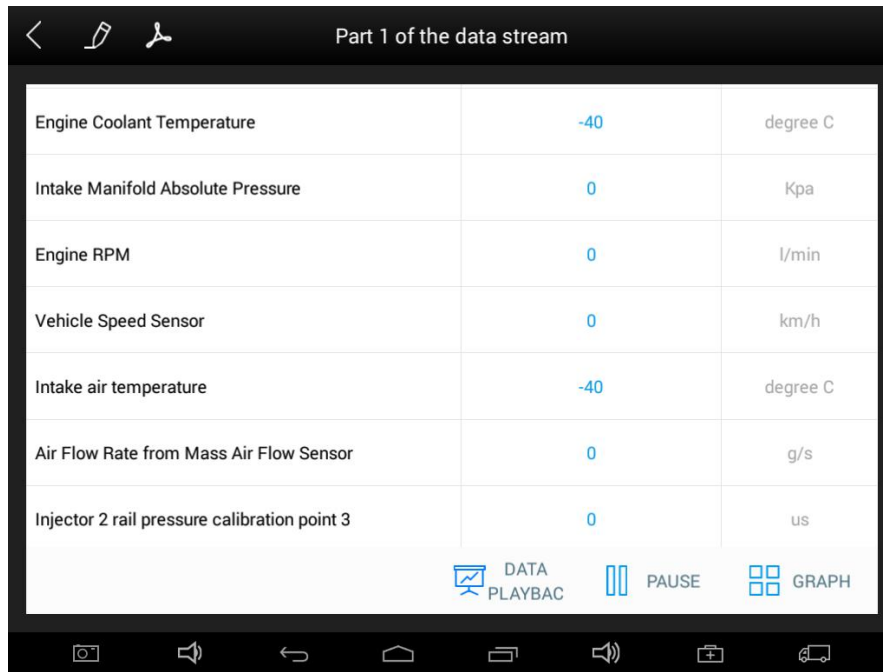 Part 1 of the data stream
Engine Coolant Temperature -40 degree C
Intake Manifold Absolute Pressure 0 Kpa
Engine RPM 0 l/min
Vehicle Speed Sensor 0 km/h
Intake air temperature -40 degree C
Air Flow Rate from Mass Air Flow Sensor 0 g/s
Injector 2 rail pressure calibration point 3 0 us
DATA
PLAYBAC PAUSE GRAPH